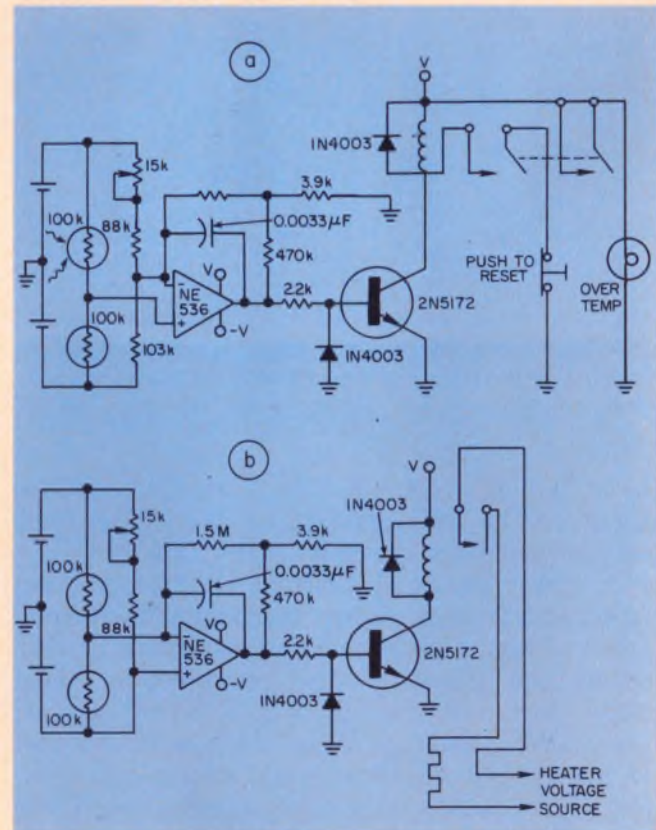 a
V
15k
1N4003
100k
88k
3.9k
0.0033µF
470k
V
NE
536
-V
2.2k
2N5172
PUSH TO
RESET
OVER
TEMP
100k
103k
1N4003
b
V
15k
1N4003
1.5M
3.9k
100k
0.0033µF
470k
88k
V
NE
536
-V
2.2k
2N5172
100k
1N4003
HEATER
VOLTAGE
SOURCE